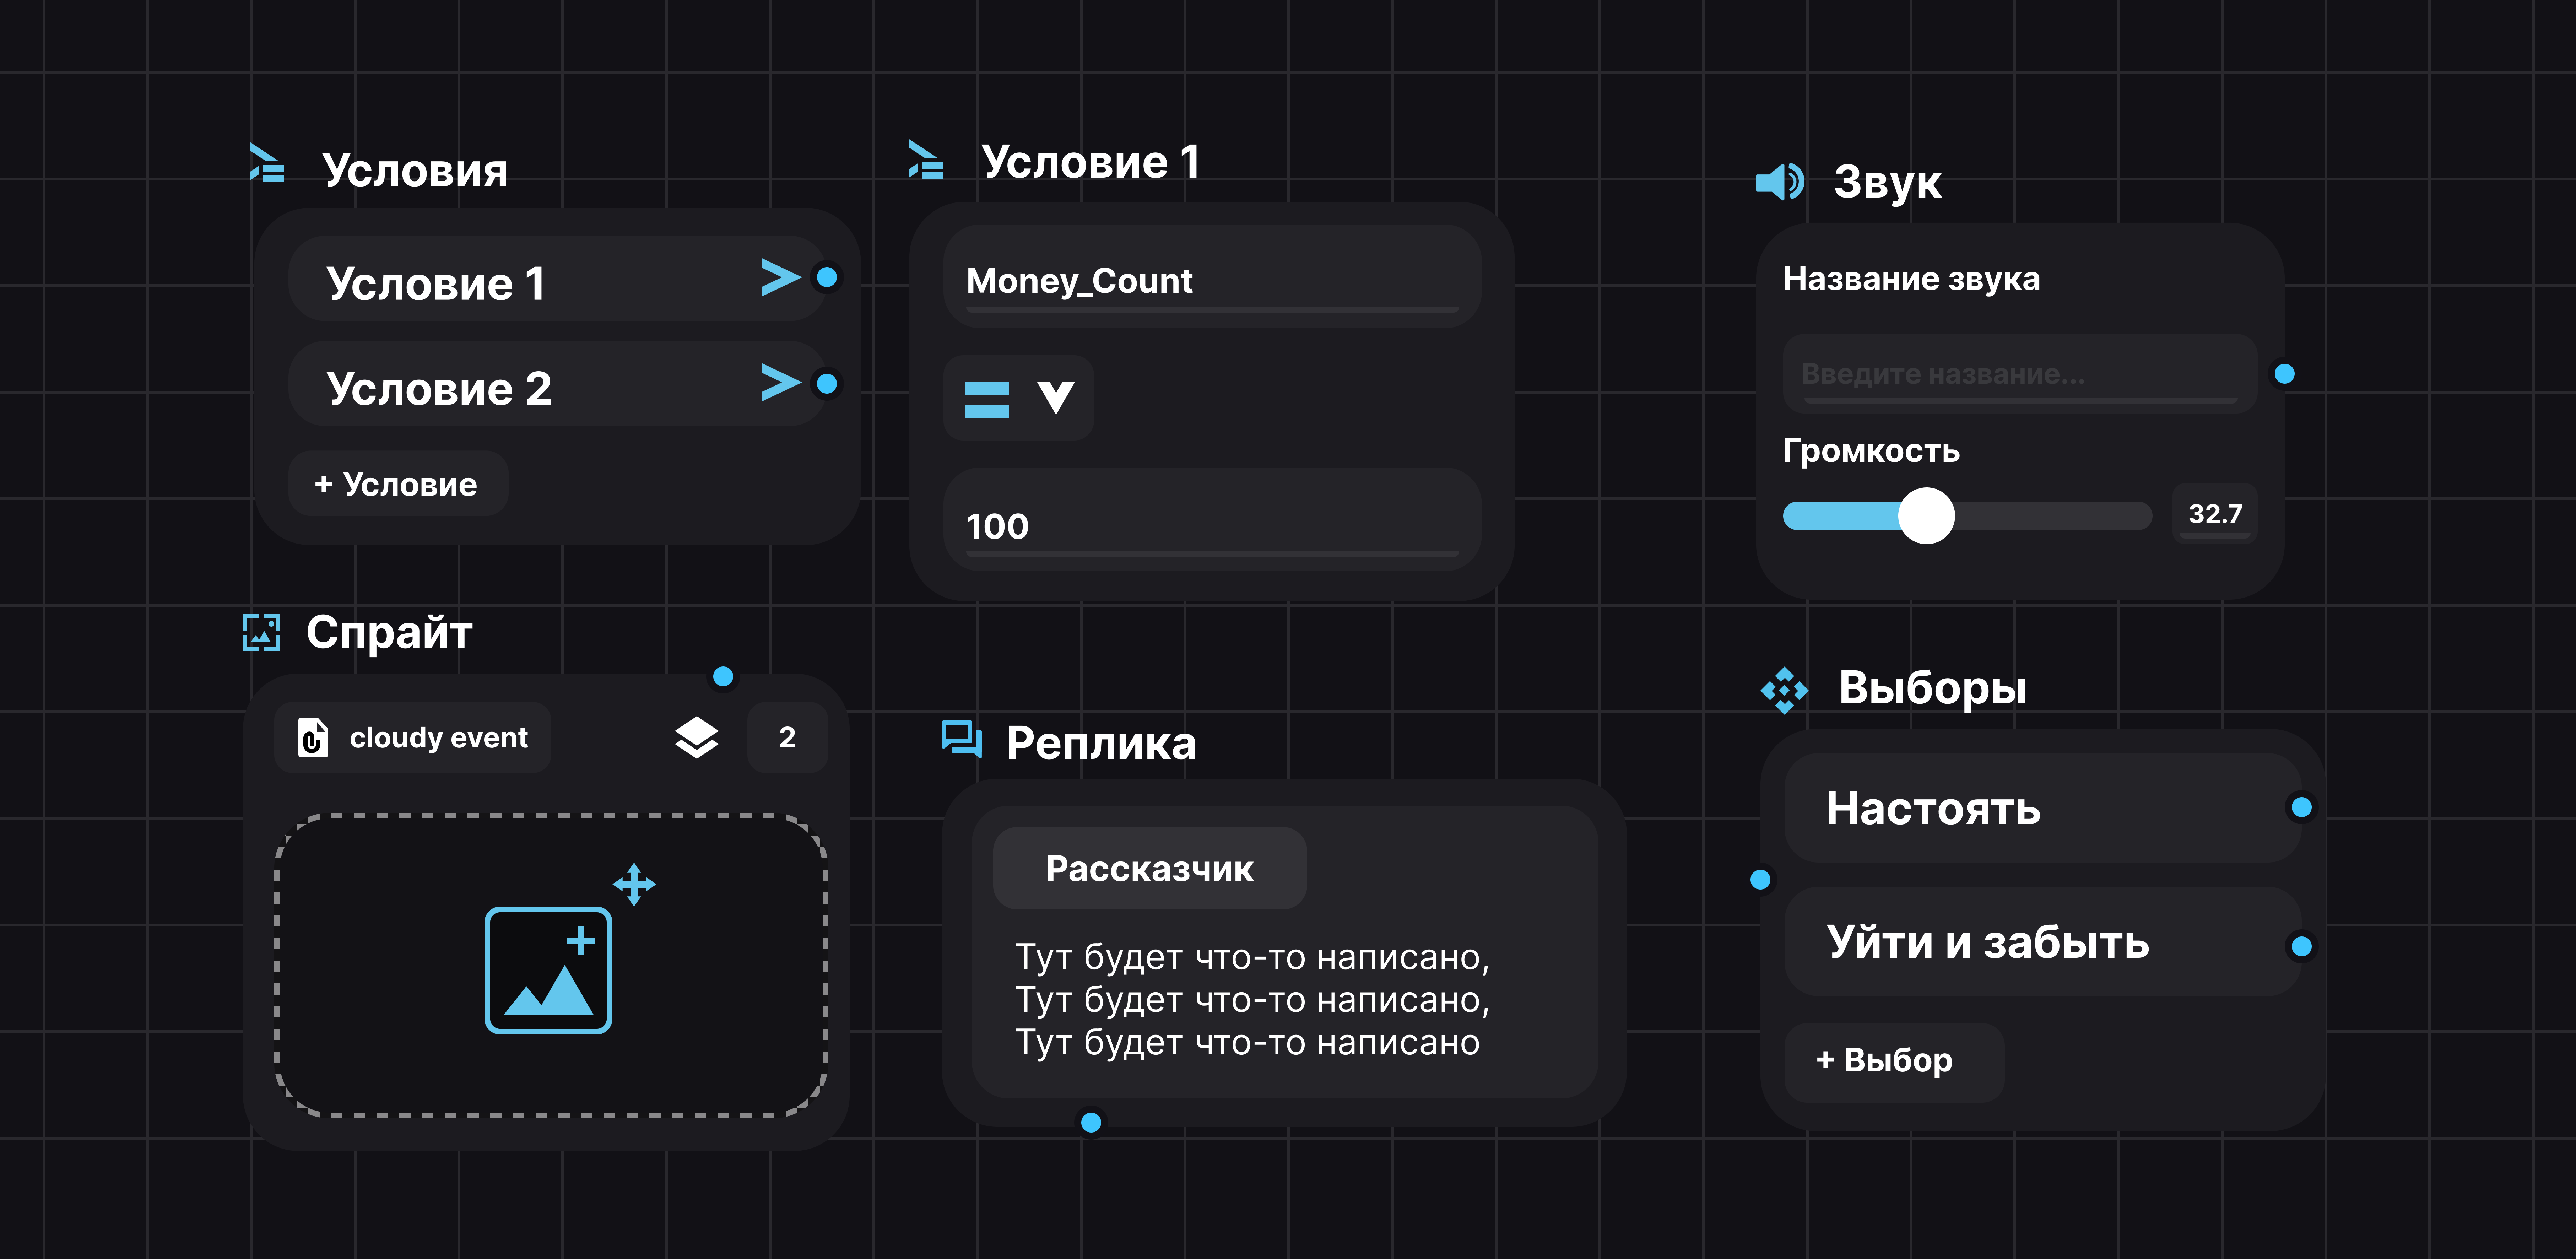 Условия
Условие 1
Условие 2
+ Условие
Условие 1
Money_Count
=
100
Звук
Название звука
Введите название...
Громкость
32.7
Спрайт
cloudy event
2
Реплика
Рассказчик
Тут будет что-то написано,
Тут будет что-то написано,
Тут будет что-то написано
Выборы
Настоять
Уйти и забыть
+ Выбор